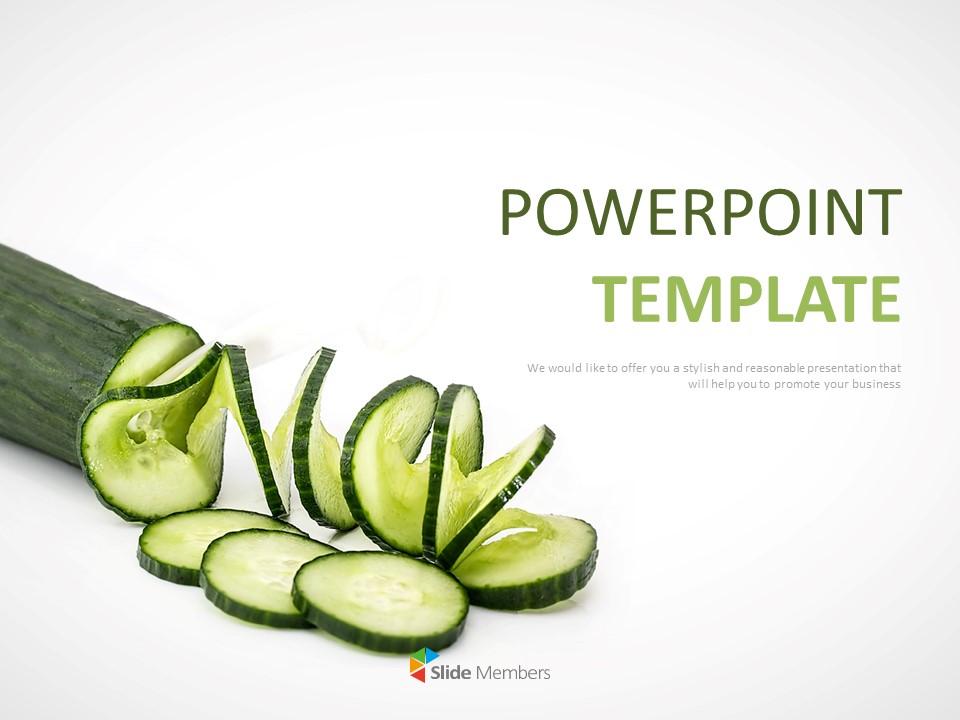 POWERPOINT
TEMPLATE
We would like to offer you a stylish and reasonable presentation that
will help you to promote your business
Slide Members